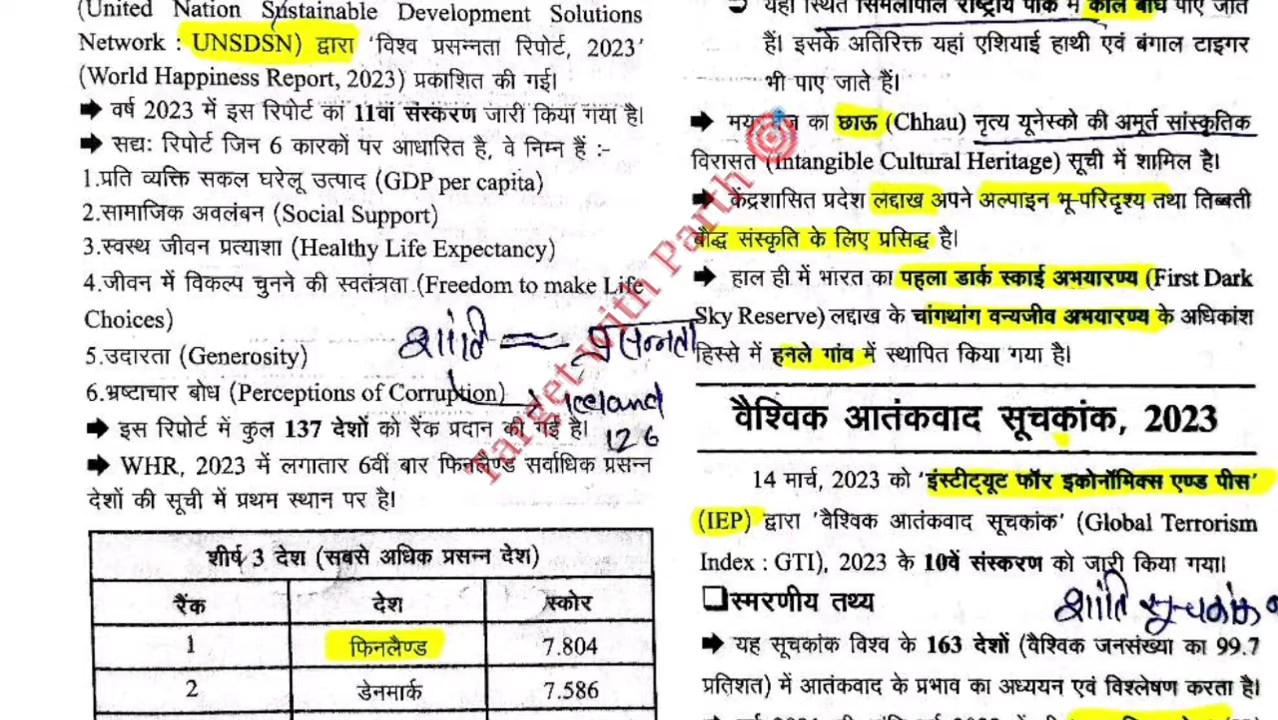 (United Nation Sustainable Development Solutions
Network : UNSDSN) द्वारा 'विश्व प्रसन्नता रिपोर्ट, 2023'
(World Happiness Report, 2023) प्रकाशित की गई।
➡ वर्ष 2023 में इस रिपोर्ट का 11वां संस्करण जारी किया गया है।
➡ सद्यः रिपोर्ट जिन 6 कारकों पर आधारित है, वे निम्न हैं :-
1.प्रति व्यक्ति सकल घरेलू उत्पाद (GDP per capita)
2.सामाजिक अवलंबन (Social Support)
3.स्वस्थ जीवन प्रत्याशा (Healthy Life Expectancy)
4.जीवन में विकल्प चुनने की स्वतंत्रता (Freedom to make Life
Choices)
5.उदारता (Generosity)
6.भ्रष्टाचार बोध (Perceptions of Corruption)
➡ इस रिपोर्ट में कुल 137 देशों को रैंक प्रदान की गई है।
➡ WHR, 2023 में लगातार 6वीं बार फिनलैण्ड सर्वाधिक प्रसन्न
देशों की सूची में प्रथम स्थान पर है।
शांति = प्रसन्नता
Iceland
126
शीर्ष 3 देश (सबसे अधिक प्रसन्न देश)
रैंक देश स्कोर
1 फिनलैण्ड 7.804
2 डेनमार्क 7.586
यहां स्थित सिमलीपाल राष्ट्रीय पार्क में काले बाघ पाए जाते
हैं। इसके अतिरिक्त यहां एशियाई हाथी एवं बंगाल टाइगर
भी पाए जाते हैं।
➡ का छाऊ (Chhau) नृत्य यूनेस्को की अमूर्त सांस्कृतिक
विरासत (Intangible Cultural Heritage) सूची में शामिल है।
➡ केंद्रशासित प्रदेश लद्दाख अपने अल्पाइन भू-परिदृश्य तथा तिब्बती
बौद्ध संस्कृति के लिए प्रसिद्ध है।
➡ हाल ही में भारत का पहला डार्क स्काई अभयारण्य (First Dark
Sky Reserve) लद्दाख के चांगथांग वन्यजीव अभयारण्य के अधिकांश
हिस्से में हनले गांव में स्थापित किया गया है।
वैश्विक आतंकवाद सूचकांक, 2023
14 मार्च, 2023 को 'इंस्टीट्यूट फॉर इकोनॉमिक्स एण्ड पीस'
(IEP) द्वारा 'वैश्विक आतंकवाद सूचकांक' (Global Terrorism
Index : GTI), 2023 के 10वें संस्करण को जारी किया गया।
❑स्मरणीय तथ्य
शांति सूचकांक
➡ यह सूचकांक विश्व के 163 देशों (वैश्विक जनसंख्या का 99.7
प्रतिशत) में आतंकवाद के प्रभाव का अध्ययन एवं विश्लेषण करता है।
Target with Parth